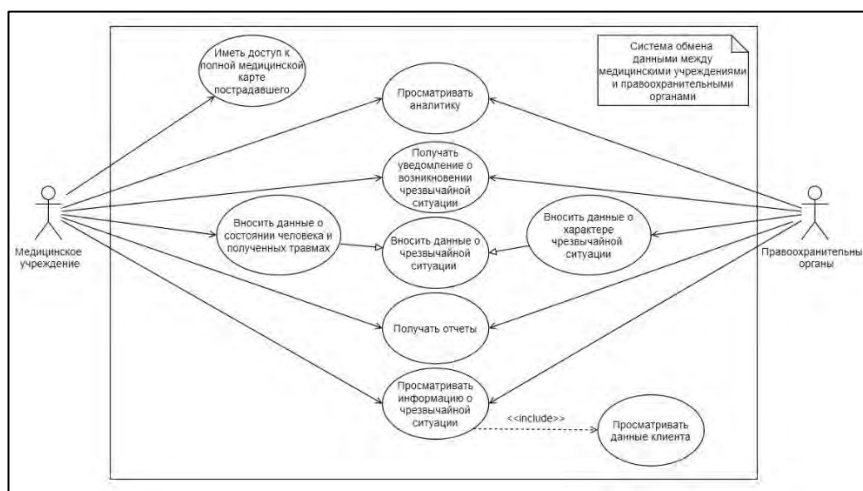 Иметь доступ к
полной медицинской
карте
пострадавшего
Система обмена
данными между
медицинскими учреждениями
и правоохранительными
органами
Просматривать
аналитику
Получать
уведомление о
возникновении
чрезвычайной
ситуации
Вносить данные о
состоянии человека и
полученных травмах
Вносить данные о
чрезвычайной
ситуации
Вносить данные о
характере
чрезвычайной
ситуации
Медицинское
учреждение
Правоохранительны
органы
Получать отчеты
Просматривать
информацию о
чрезвычайной
ситуации
<<include>>
Просматривать
данные клиента